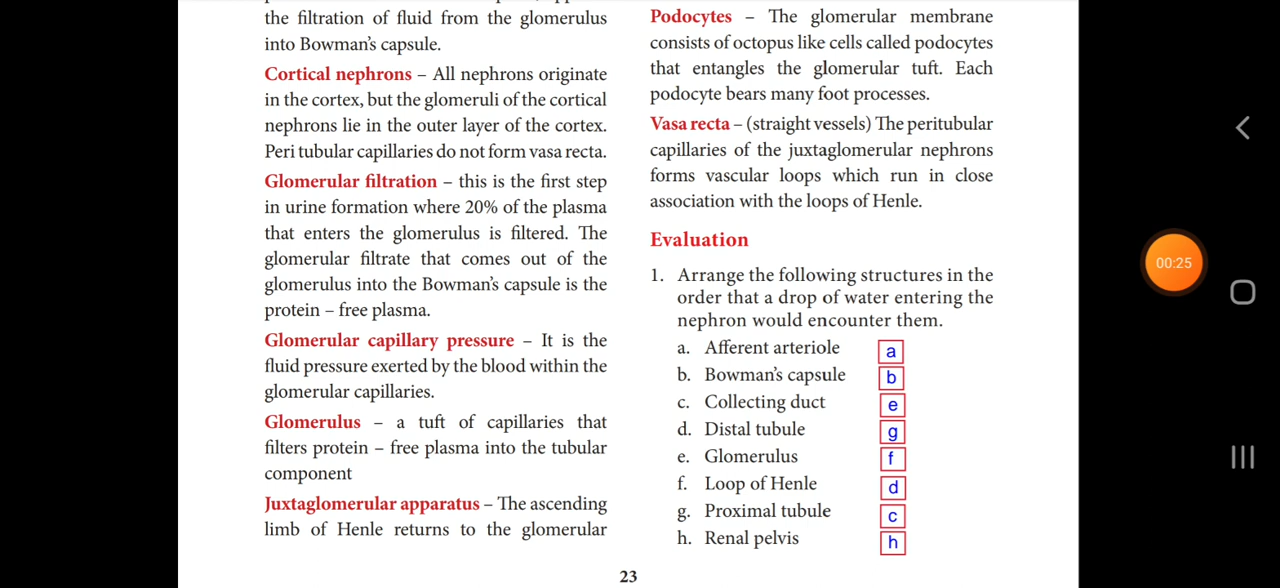 the filtration of fluid from the glomerulus
into Bowman's capsule.
Cortical nephrons – All nephrons originate
in the cortex, but the glomeruli of the cortical
nephrons lie in the outer layer of the cortex.
Peri tubular capillaries do not form vasa recta.
Glomerular filtration – this is the first step
in urine formation where 20% of the plasma
that enters the glomerulus is filtered. The
glomerular filtrate that comes out of the
glomerulus into the Bowman's capsule is the
protein – free plasma.
Glomerular capillary pressure – It is the
fluid pressure exerted by the blood within the
glomerular capillaries.
Glomerulus – a tuft of capillaries that
filters protein – free plasma into the tubular
component
Juxtaglomerular apparatus – The ascending
limb of Henle returns to the glomerular
Podocytes – The glomerular membrane
consists of octopus like cells called podocytes
that entangles the glomerular tuft. Each
podocyte bears many foot processes.
Vasa recta – (straight vessels) The peritubular
capillaries of the juxtaglomerular nephrons
forms vascular loops which run in close
association with the loops of Henle.
Evaluation
1. Arrange the following structures in the
order that a drop of water entering the
nephron would encounter them.
a. Afferent arteriole a
b. Bowman's capsule b
c. Collecting duct e
d. Distal tubule g
e. Glomerulus f
f. Loop of Henle d
g. Proximal tubule c
h. Renal pelvis h
23
00:25